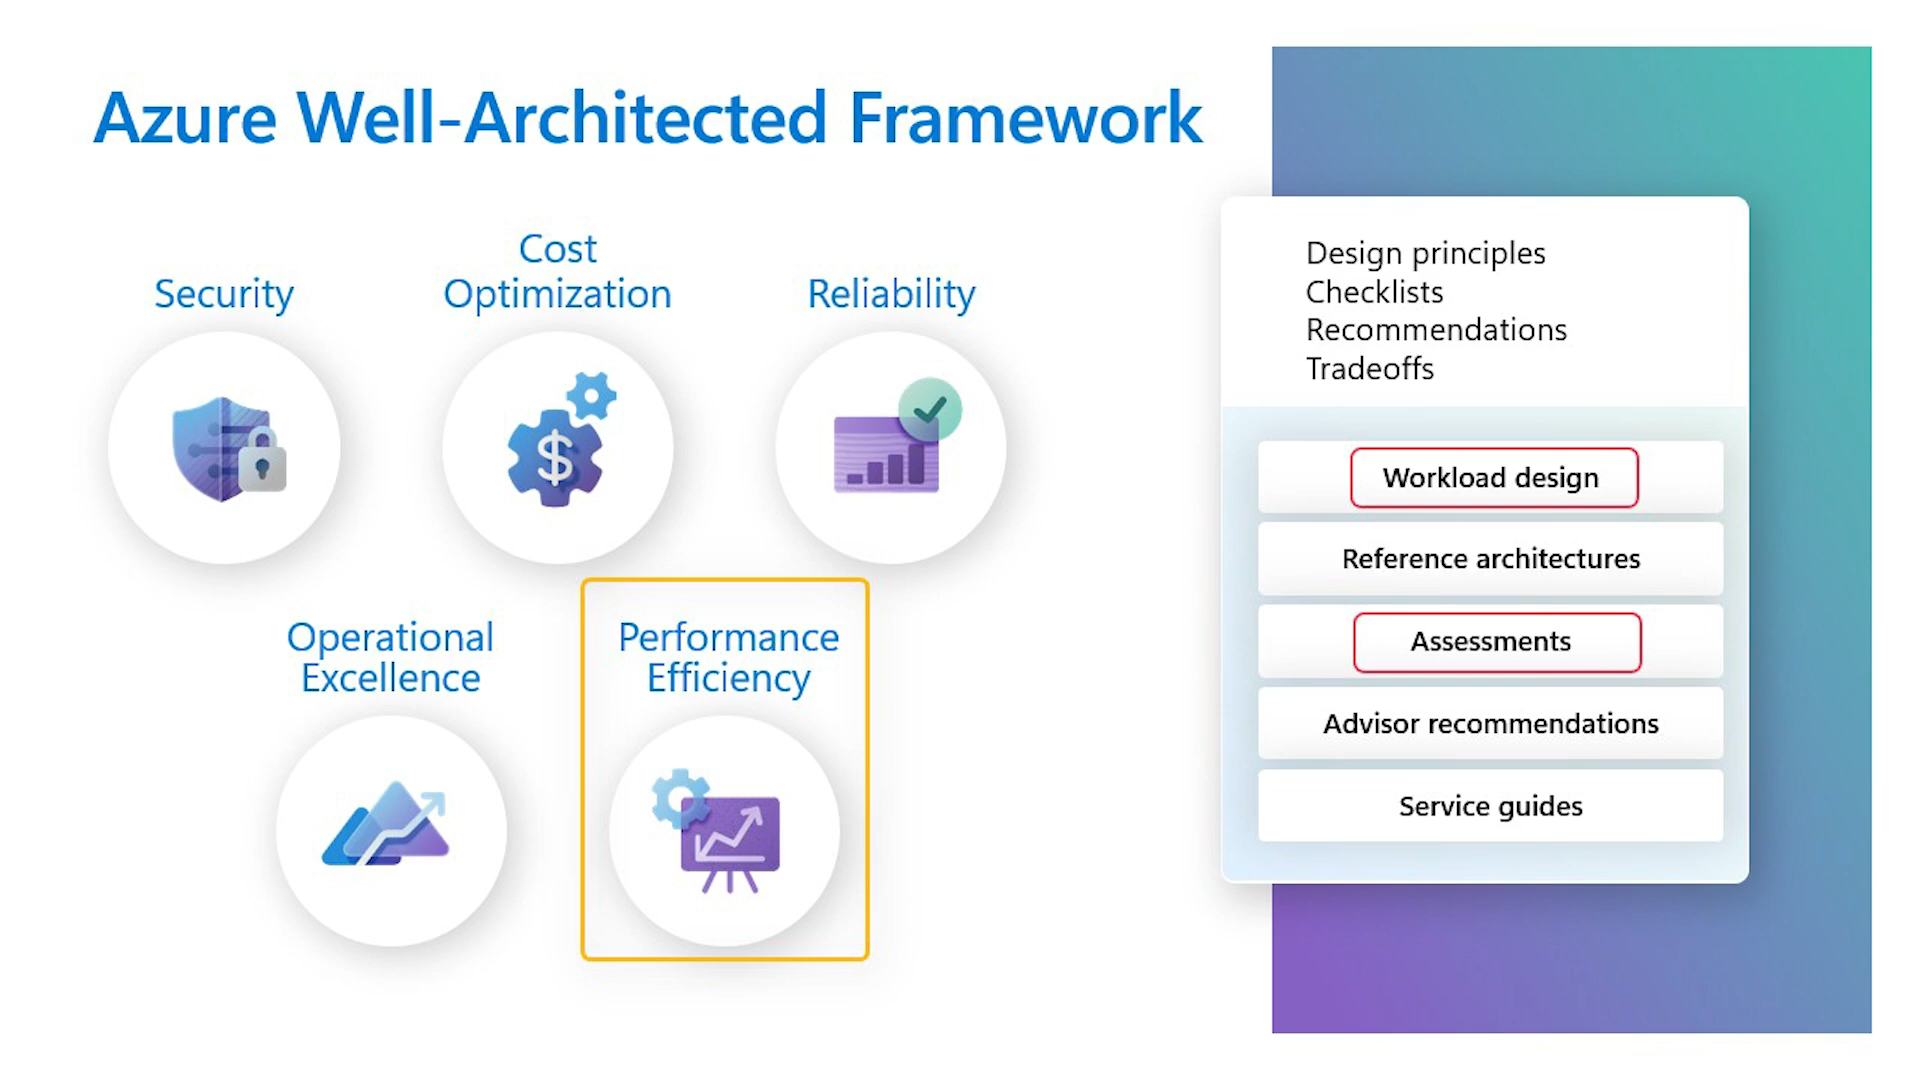 Azure Well-Architected Framework
Security
Cost
Optimization
Reliability
Operational
Excellence
Performance
Efficiency
Design principles
Checklists
Recommendations
Tradeoffs
Workload design
Reference architectures
Assessments
Advisor recommendations
Service guides